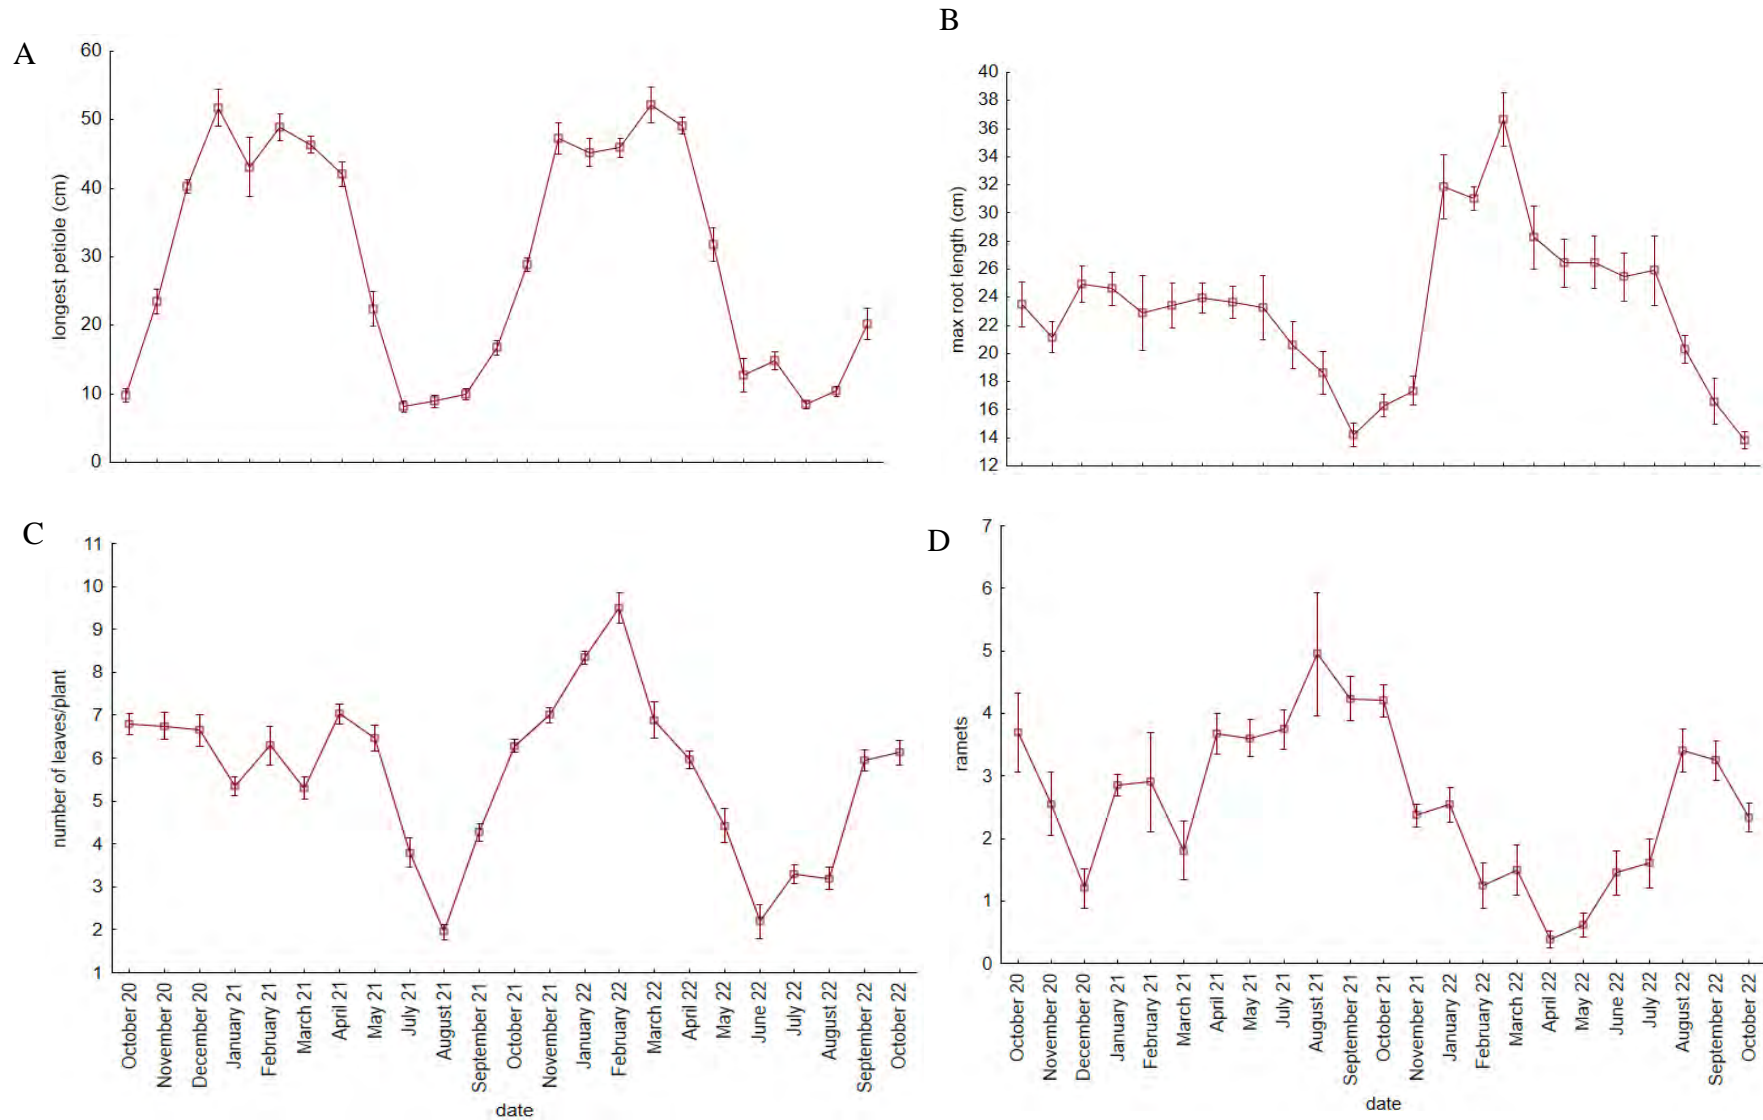 A
longest petiole (cm)
60
50
40
30
20
10
0
B
max root length (cm)
40
38
36
34
32
30
28
26
24
22
20
18
16
14
12
C
number of leaves/plant
11
10
9
8
7
6
5
4
3
2
1
October 20
November 20
December 20
January 21
February 21
March 21
April 21
May 21
July 21
August 21
September 21
October 21
November 21
January 22
February 22
March 22
April 22
May 22
June 22
July 22
August 22
September 22
October 22
date
D
ramets
7
6
5
4
3
2
1
0
October 20
November 20
December 20
January 21
February 21
March 21
April 21
May 21
July 21
August 21
September 21
October 21
November 21
January 22
February 22
March 22
April 22
May 22
June 22
July 22
August 22
September 22
October 22
date